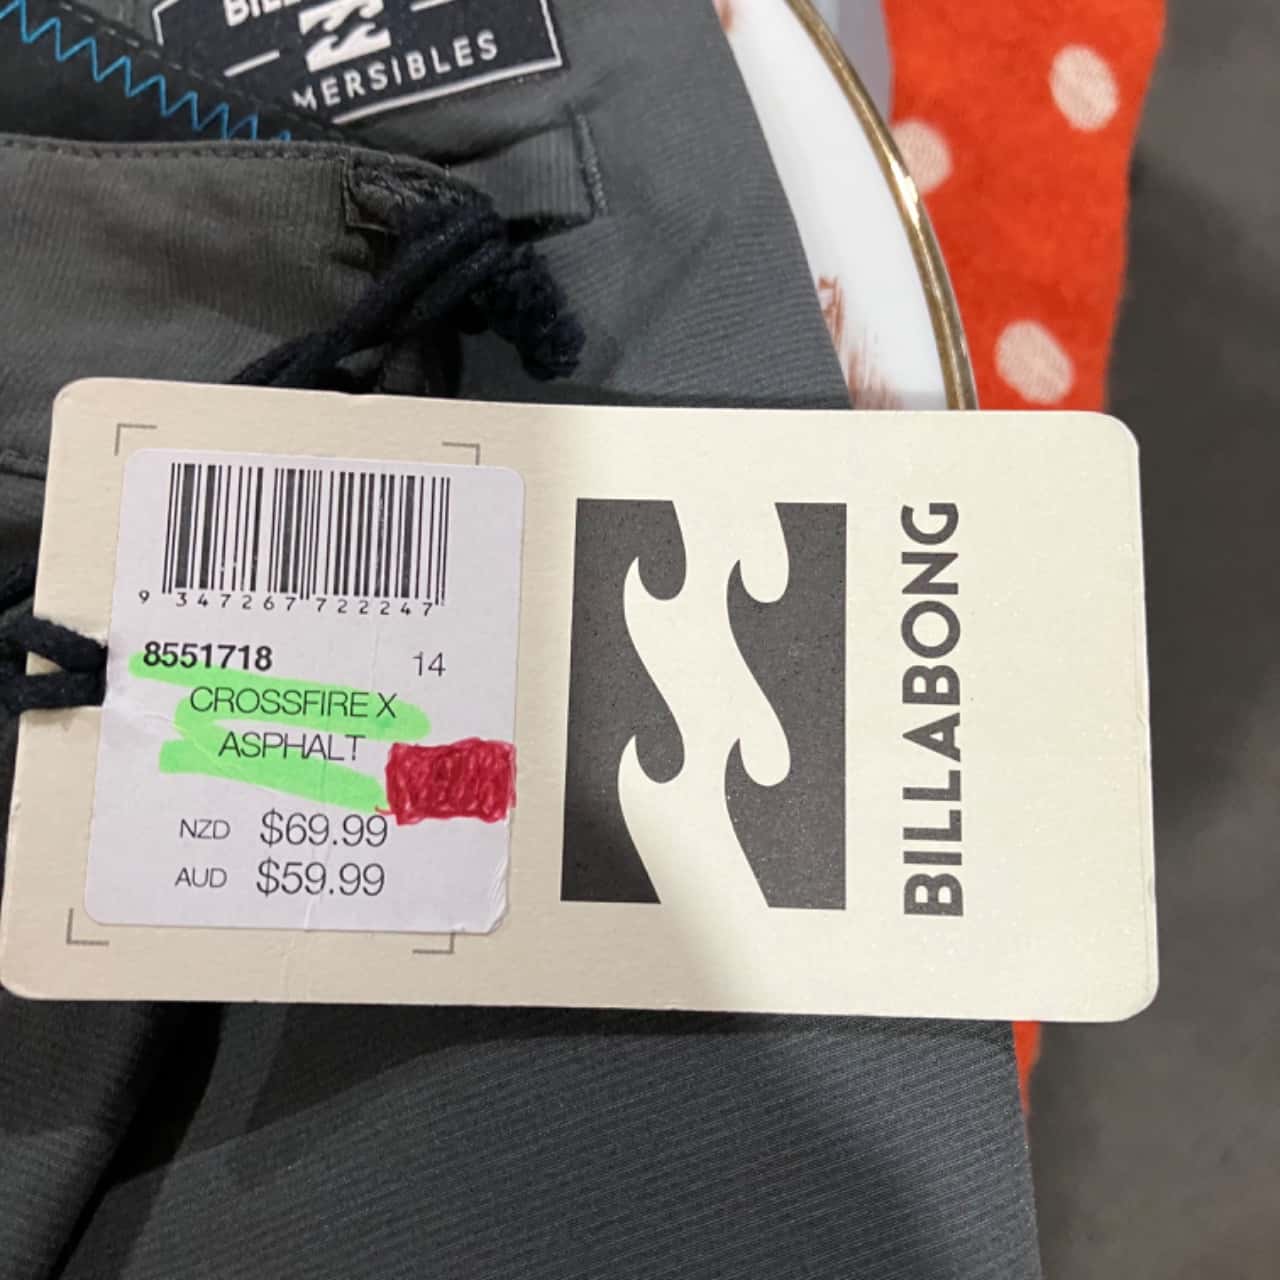 MERSIBLES
9 347267 722247
8551718 14
CROSSFIRE X
ASPHALT
NZD $69.99
AUD $59.99
BILLABONG